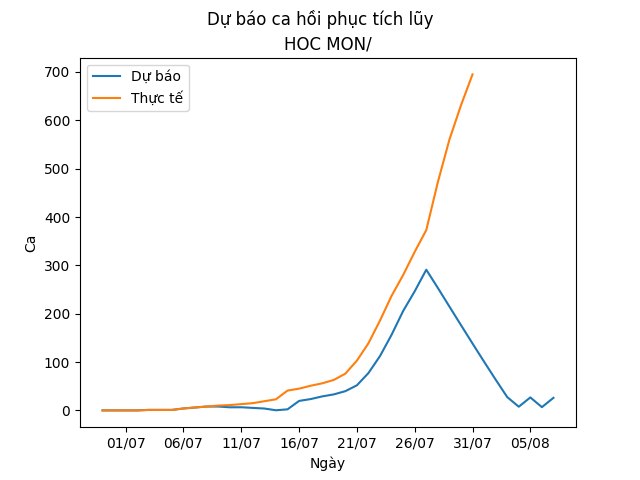 Dự báo ca hồi phục tích lũy
HOC MON/
Dự báo
Thực tế
Ca
700
600
500
400
300
200
100
0
01/07 06/07 11/07 16/07 21/07 26/07 31/07 05/08
Ngày